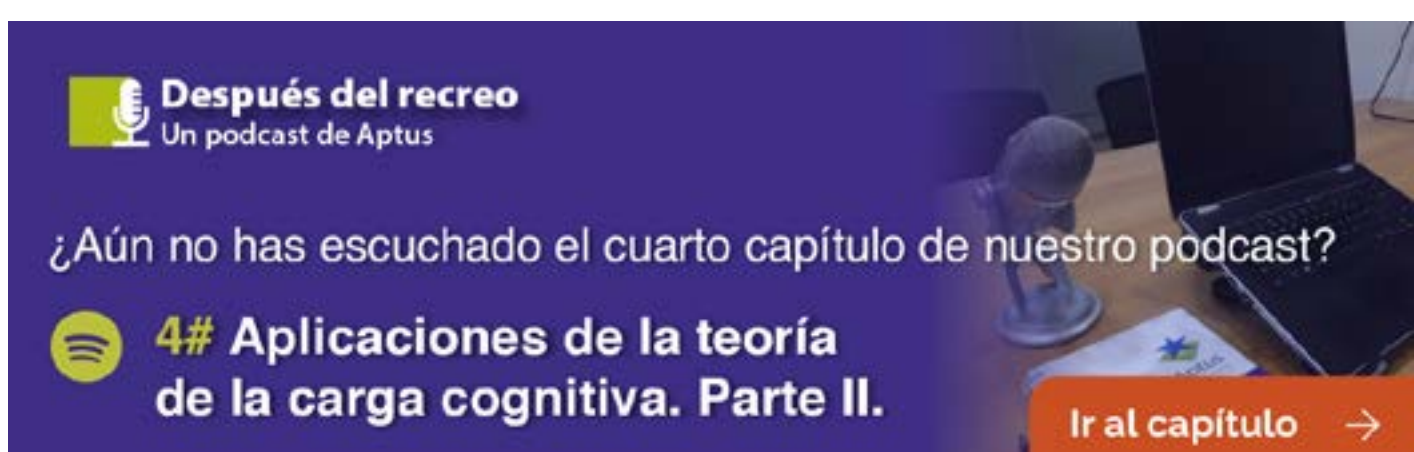 Después del recreo
Un podcast de Aptus
¿Aún no has escuchado el cuarto capítulo de nuestro podcast?
4# Aplicaciones de la teoría
de la carga cognitiva. Parte II.
Aptus
Ir al capítulo →